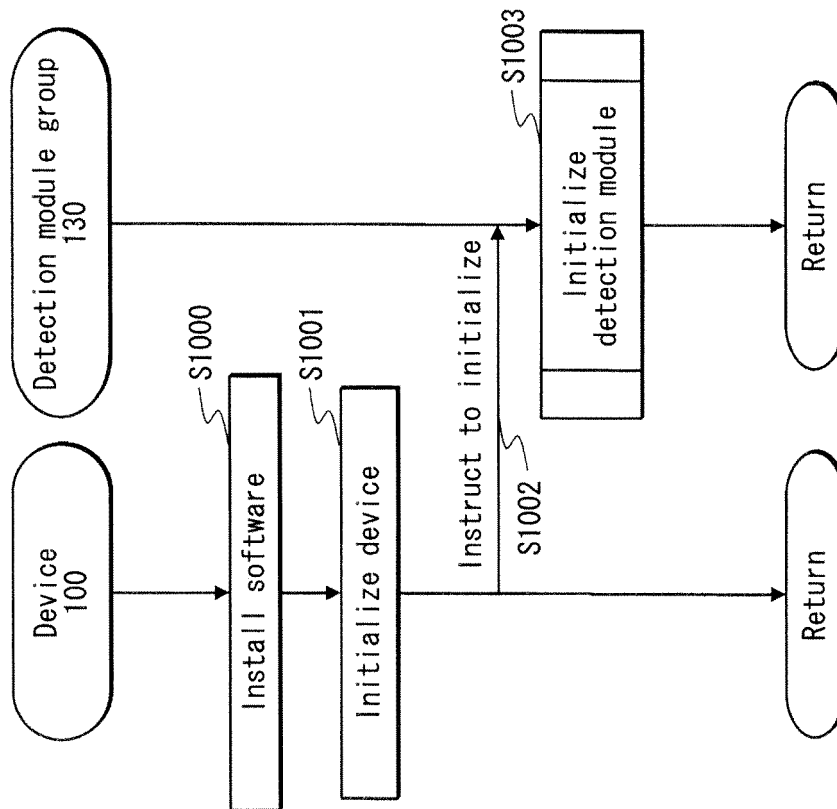 Device
100
Detection module group
130
Install software
S1000
Initialize device
S1001
Instruct to initialize
S1002
Initialize
detection module
S1003
Return
Return